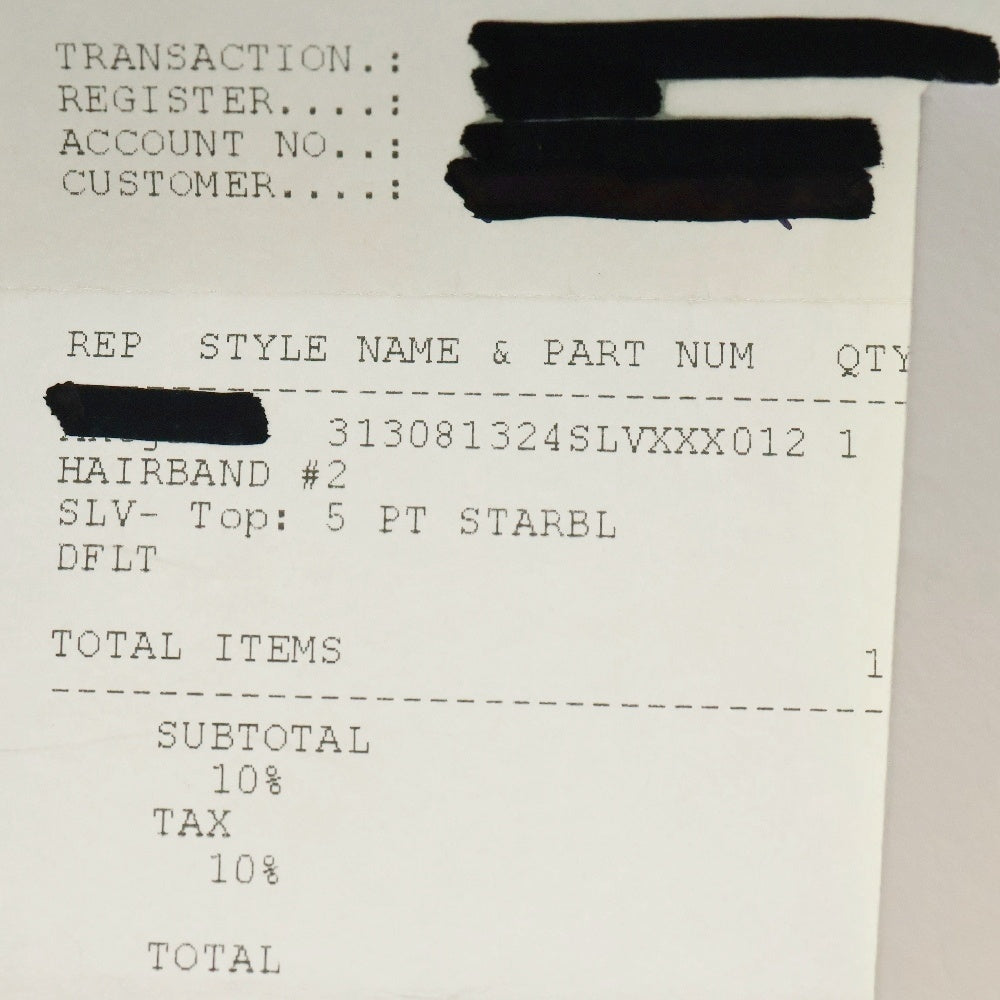 TRANSACTION.:
REGISTER....:
ACCOUNT NO..:
CUSTOMER....:
REP STYLE NAME & PART NUM QTY
313081324SLVXXX012 1
HAIRBAND #2
SLV- Top: 5 PT STARBL
DFLT
TOTAL ITEMS 1
SUBTOTAL
10%
TAX
10%
TOTAL